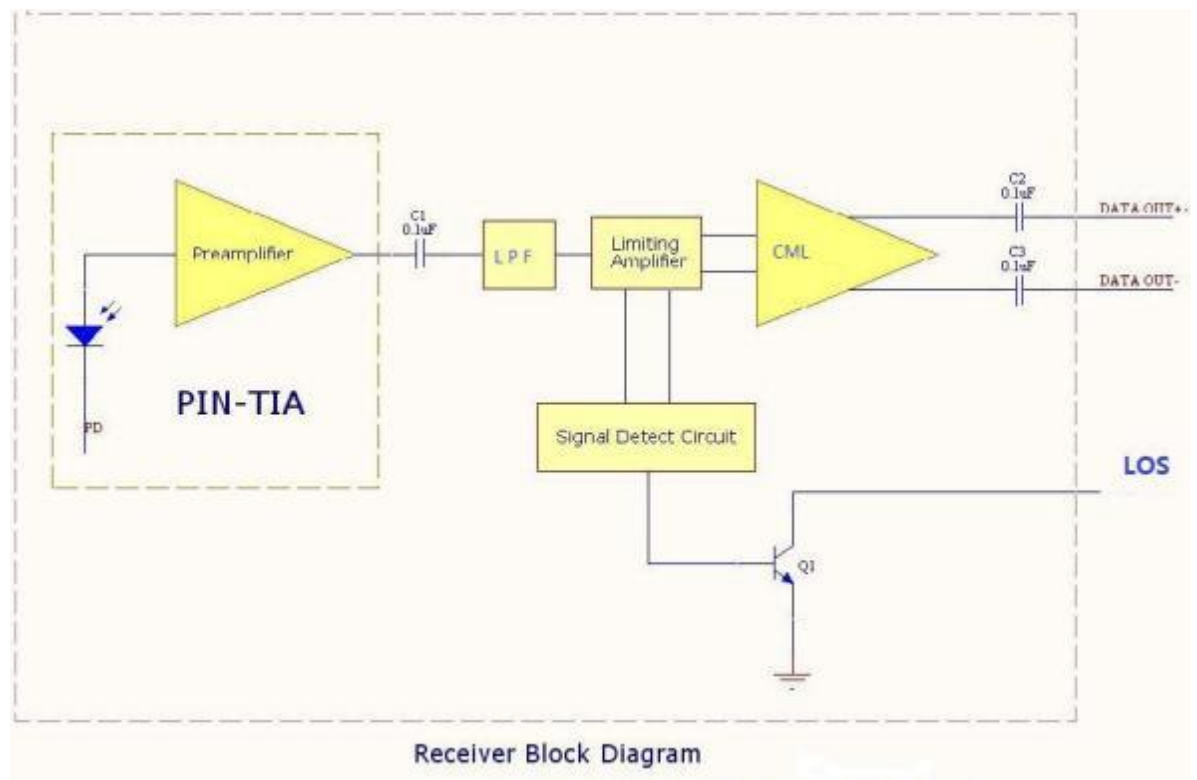 C1
0.1uF
C2
0.1uF
DATA OUT+
Preamplifier
L P F
Limiting
Amplifier
CML
C3
0.1uF
DATA OUT-
PIN-TIA
PD
Signal Detect Circuit
LOS
Q1
Receiver Block Diagram